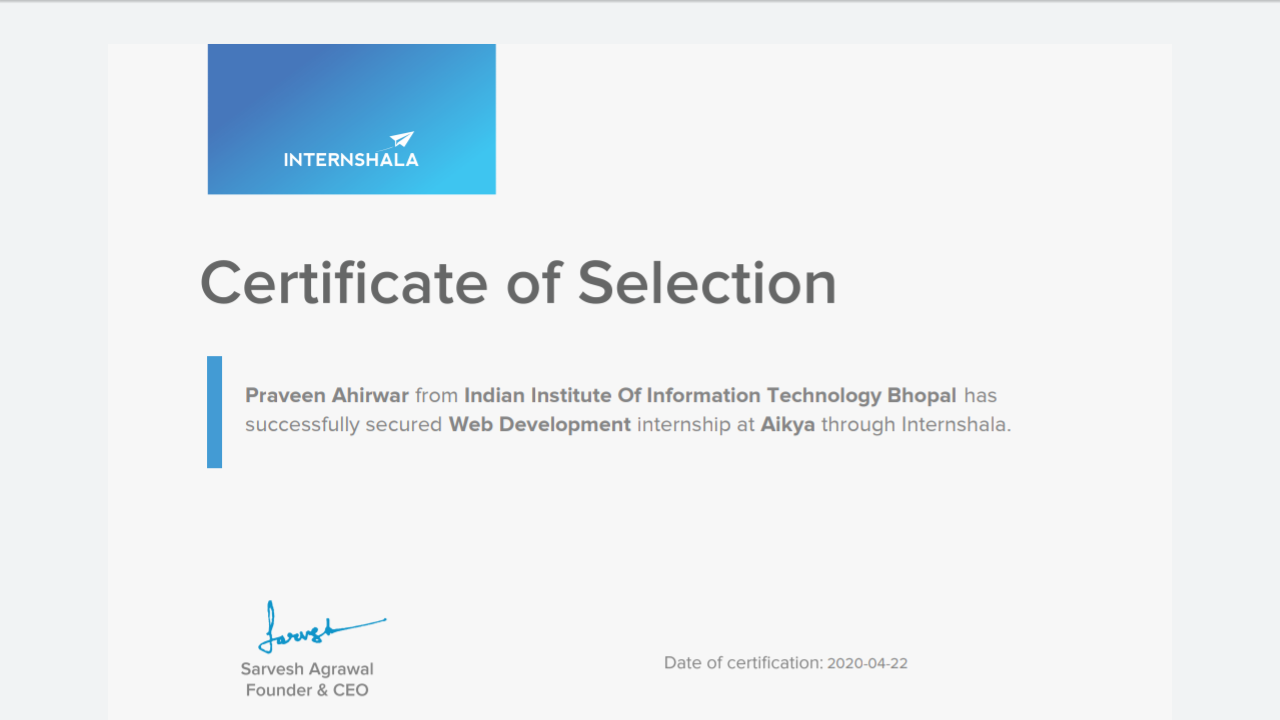 INTERNSHALA
Certificate of Selection
Praveen Ahirwar from Indian Institute Of Information Technology Bhopal has
successfully secured Web Development internship at Aikya through Internshala.
Sarvesh
Sarvesh Agrawal
Founder & CEO
Date of certification: 2020-04-22